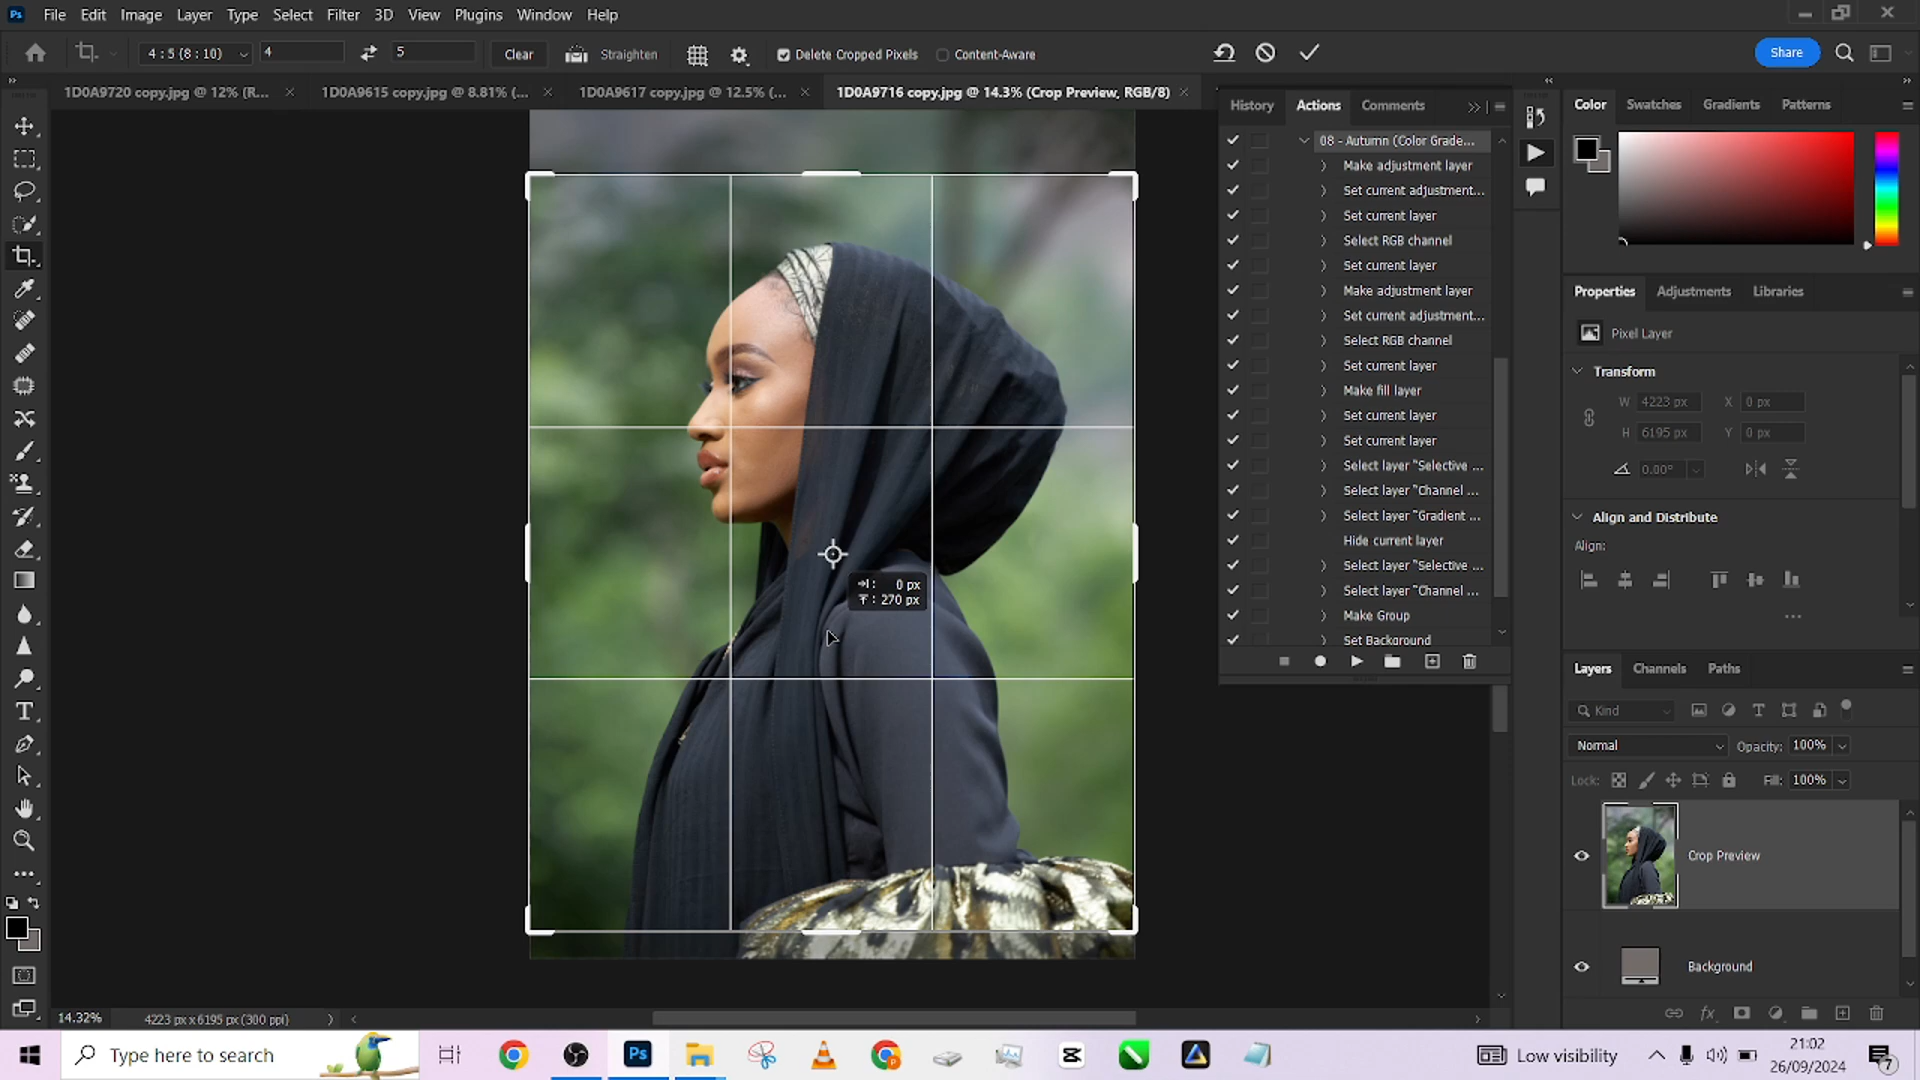 Ps File Edit Image Layer Type Select Filter 3D View Plugins Window Help
4 : 5 (8 : 10) 4 5 Clear Straighten Delete Cropped Pixels Content-Aware Share
1D0A9720 copy.jpg @ 12% (R... 1D0A9615 copy.jpg @ 8.81% (... 1D0A9617 copy.jpg @ 12.5% (... 1D0A9716 copy.jpg @ 14.3% (Crop Preview, RGB/8)
History Actions Comments
08 - Autumn (Color Grade...
Make adjustment layer
Set current adjustment...
Set current layer
Select RGB channel
Set current layer
Make adjustment layer
Set current adjustment...
Select RGB channel
Set current layer
Make fill layer
Set current layer
Set current layer
Select layer "Selective ...
Select layer "Channel ...
Select layer "Gradient ...
Hide current layer
Select layer "Selective ...
Select layer "Channel ...
Make Group
Set Background
0 px
270 px
Color Swatches Gradients Patterns
Properties Adjustments Libraries
Pixel Layer
Transform
W 4223 px X 0 px
H 6195 px Y 0 px
0.00°
Align and Distribute
Align:
Layers Channels Paths
Kind
Normal Opacity: 100%
Lock: Fill: 100%
Crop Preview
Background
14.32% 4223 px x 6195 px (300 ppi)
Type here to search
Ps
Low visibility
21:02
26/09/2024
7